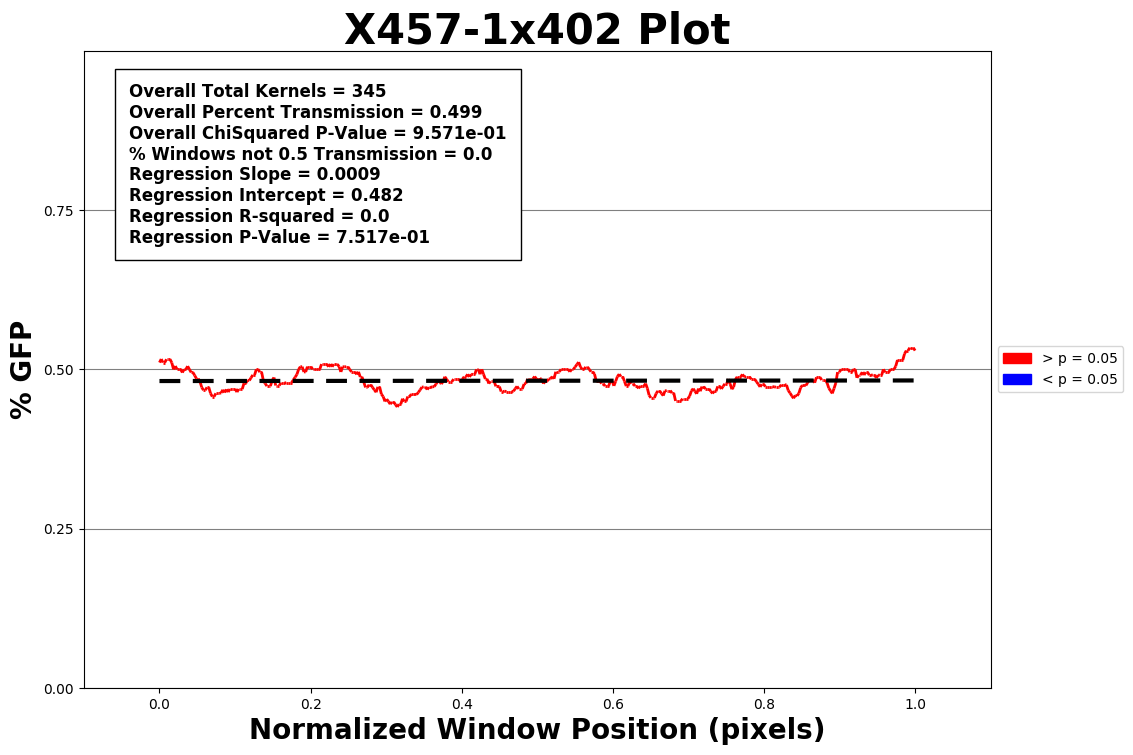 X457-1x402 Plot
Overall Total Kernels = 345
Overall Percent Transmission = 0.499
Overall ChiSquared P-Value = 9.571e-01
% Windows not 0.5 Transmission = 0.0
Regression Slope = 0.0009
Regression Intercept = 0.482
Regression R-squared = 0.0
Regression P-Value = 7.517e-01
% GFP
0.75
0.50
0.25
0.00
> p = 0.05
< p = 0.05
0.0 0.2 0.4 0.6 0.8 1.0
Normalized Window Position (pixels)